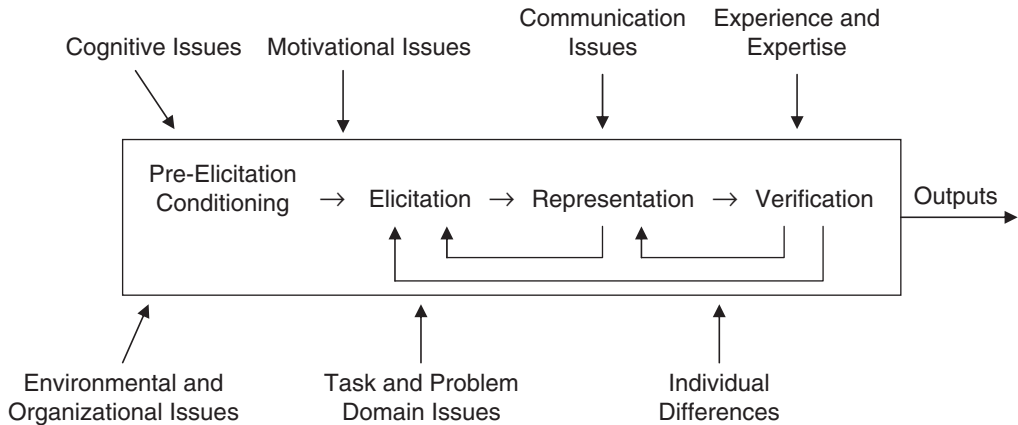 Cognitive Issues
Motivational Issues
Communication
Issues
Experience and
Expertise
Pre-Elicitation
Conditioning
→ Elicitation → Representation → Verification
Outputs
Environmental and
Organizational Issues
Task and Problem
Domain Issues
Individual
Differences